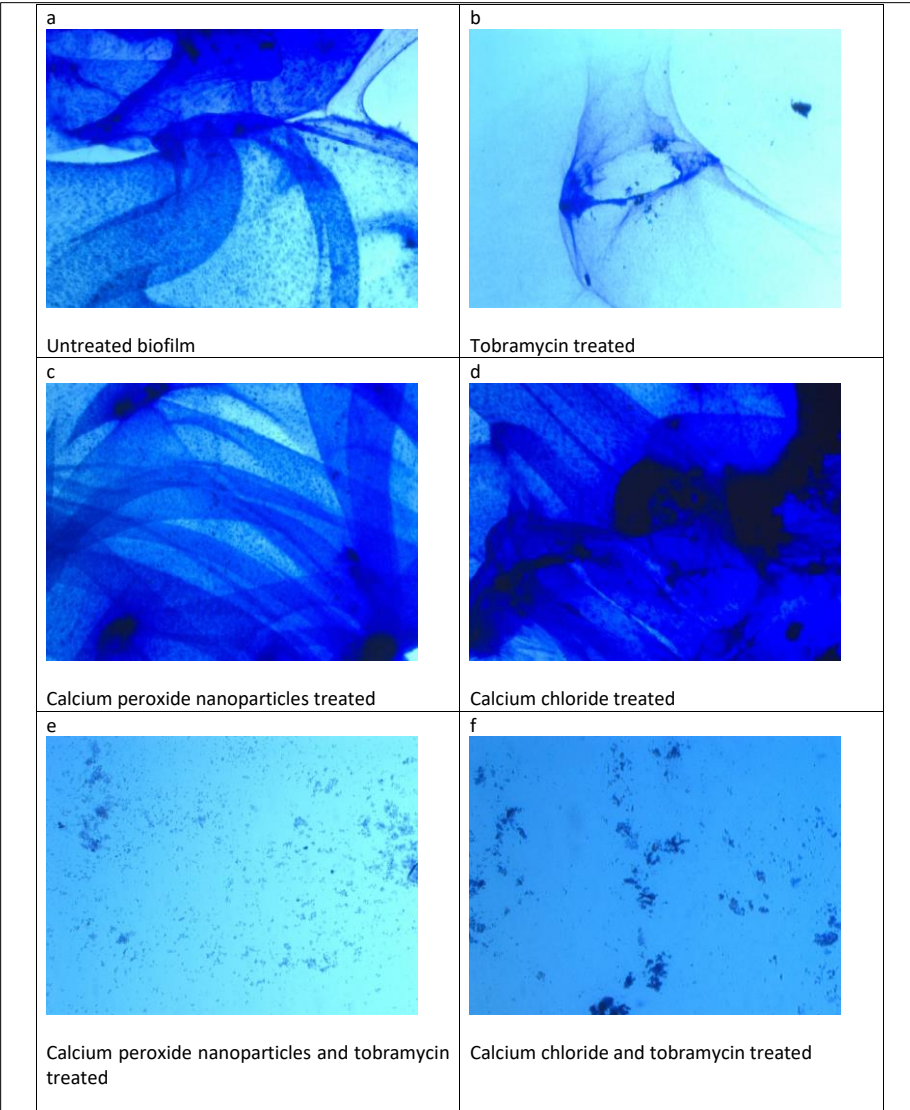 a
b
Untreated biofilm
Tobramycin treated
c
d
Calcium peroxide nanoparticles treated
Calcium chloride treated
e
f
Calcium peroxide nanoparticles and tobramycin
treated
Calcium chloride and tobramycin treated